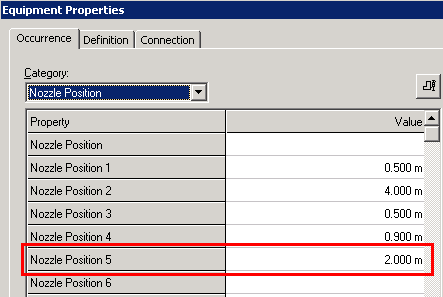 Equipment Properties
Occurrence Definition Connection
Category:
Nozzle Position
Property Value
Nozzle Position
Nozzle Position 1 0.500 m
Nozzle Position 2 4.000 m
Nozzle Position 3 0.500 m
Nozzle Position 4 0.900 m
Nozzle Position 5 2.000 m
Nozzle Position 6